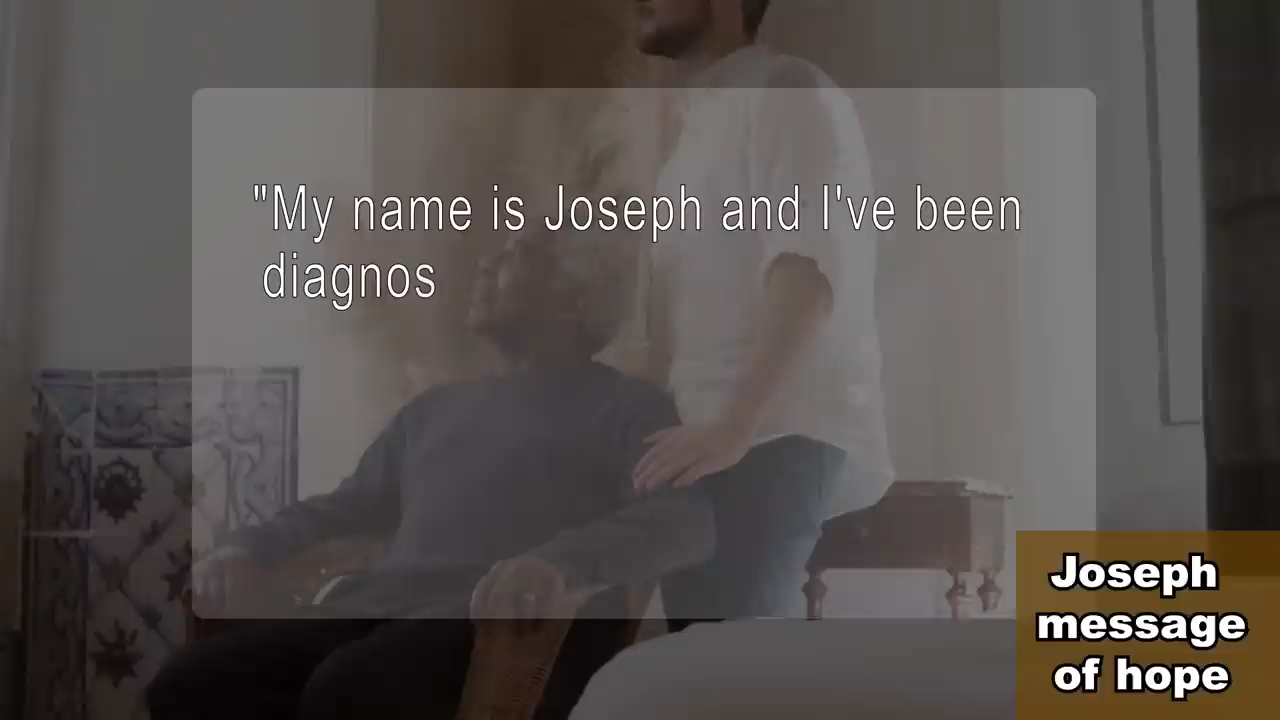 "My name is Joseph and I've been
diagnos
Joseph
message
of hope